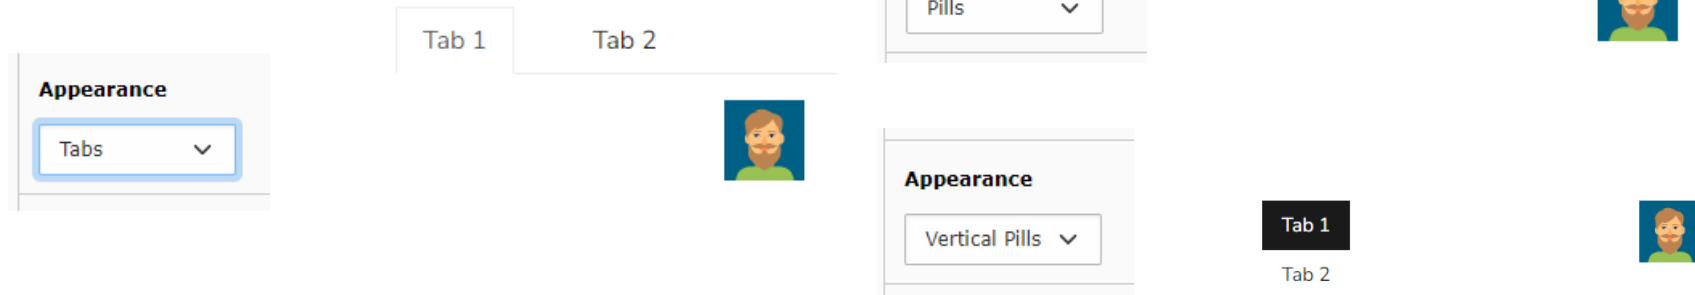 Tab 1 Tab 2
Appearance
Tabs
Pills
Appearance
Vertical Pills
Tab 1
Tab 2